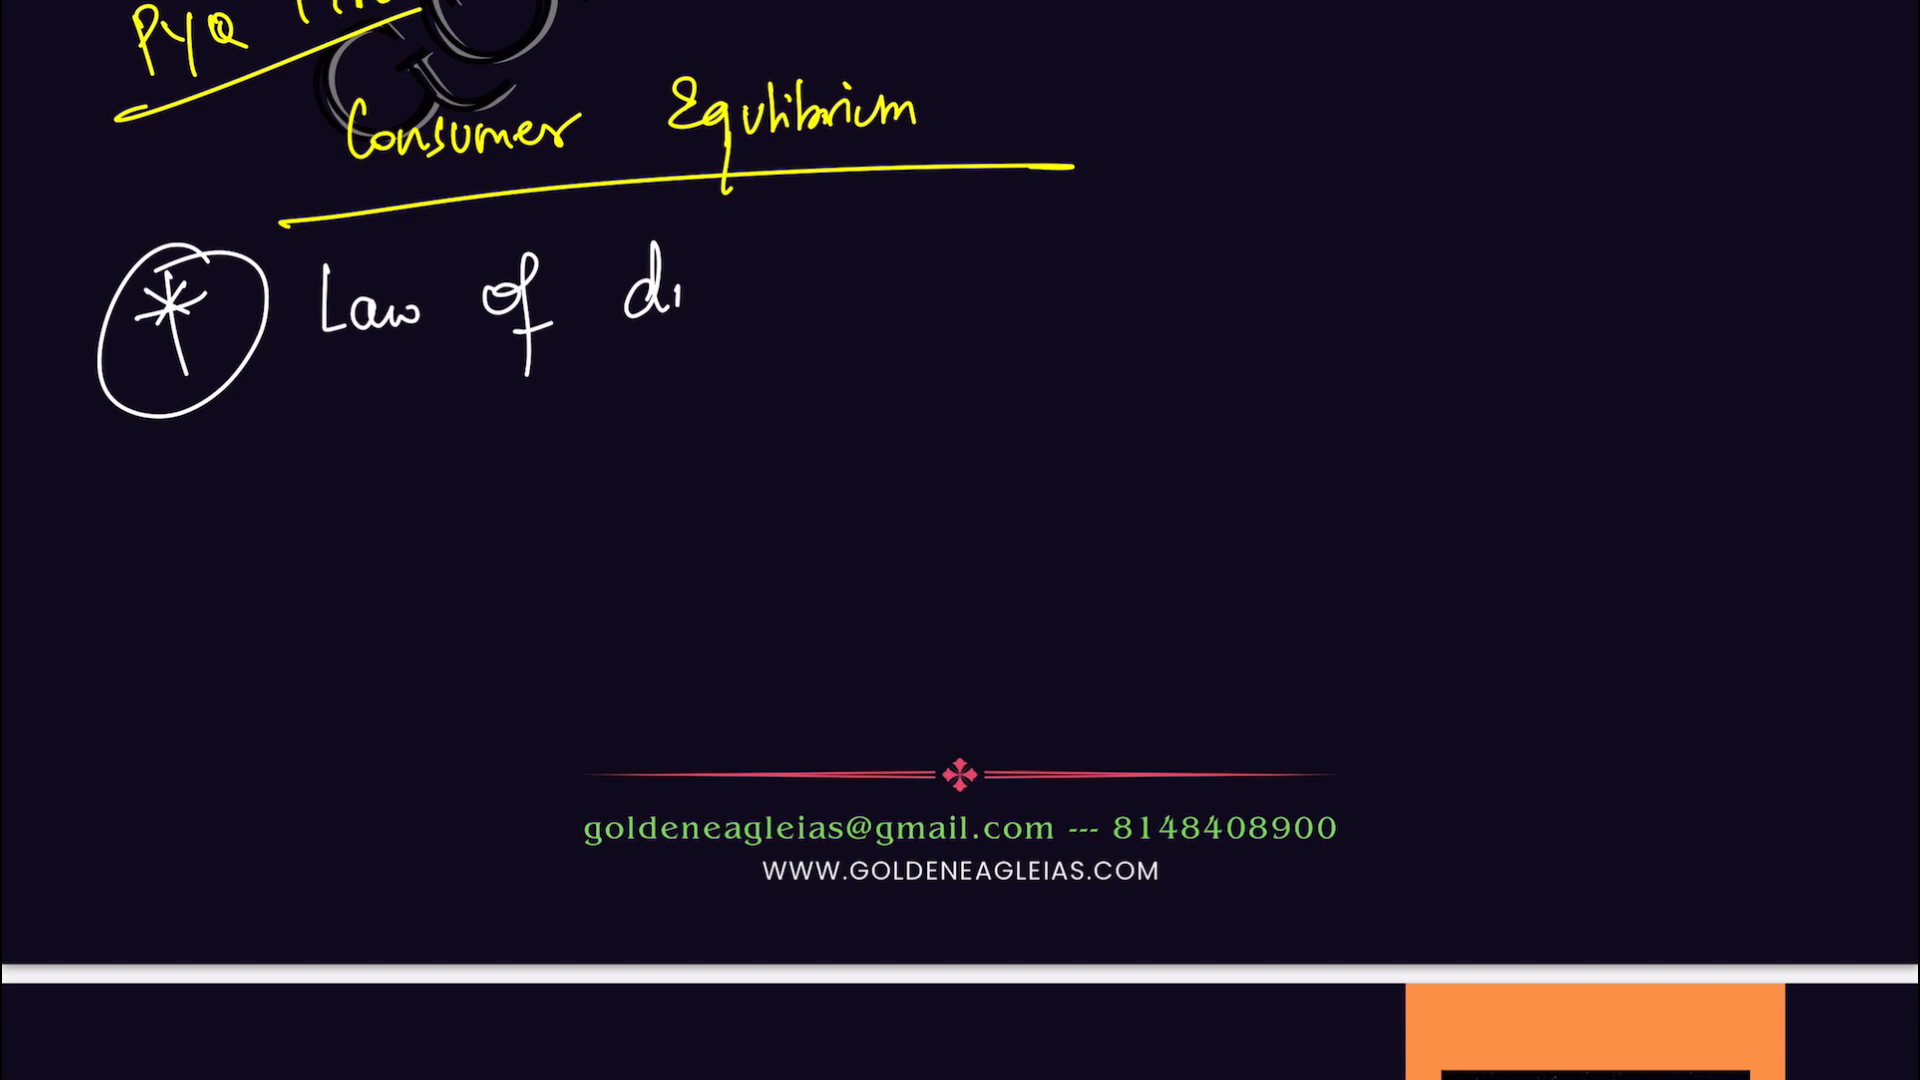 PYQ
Consumer Equlibrium
* Law of di
goldeneagleias@gmail.com --- 8148408900
WWW.GOLDENEAGLEIAS.COM